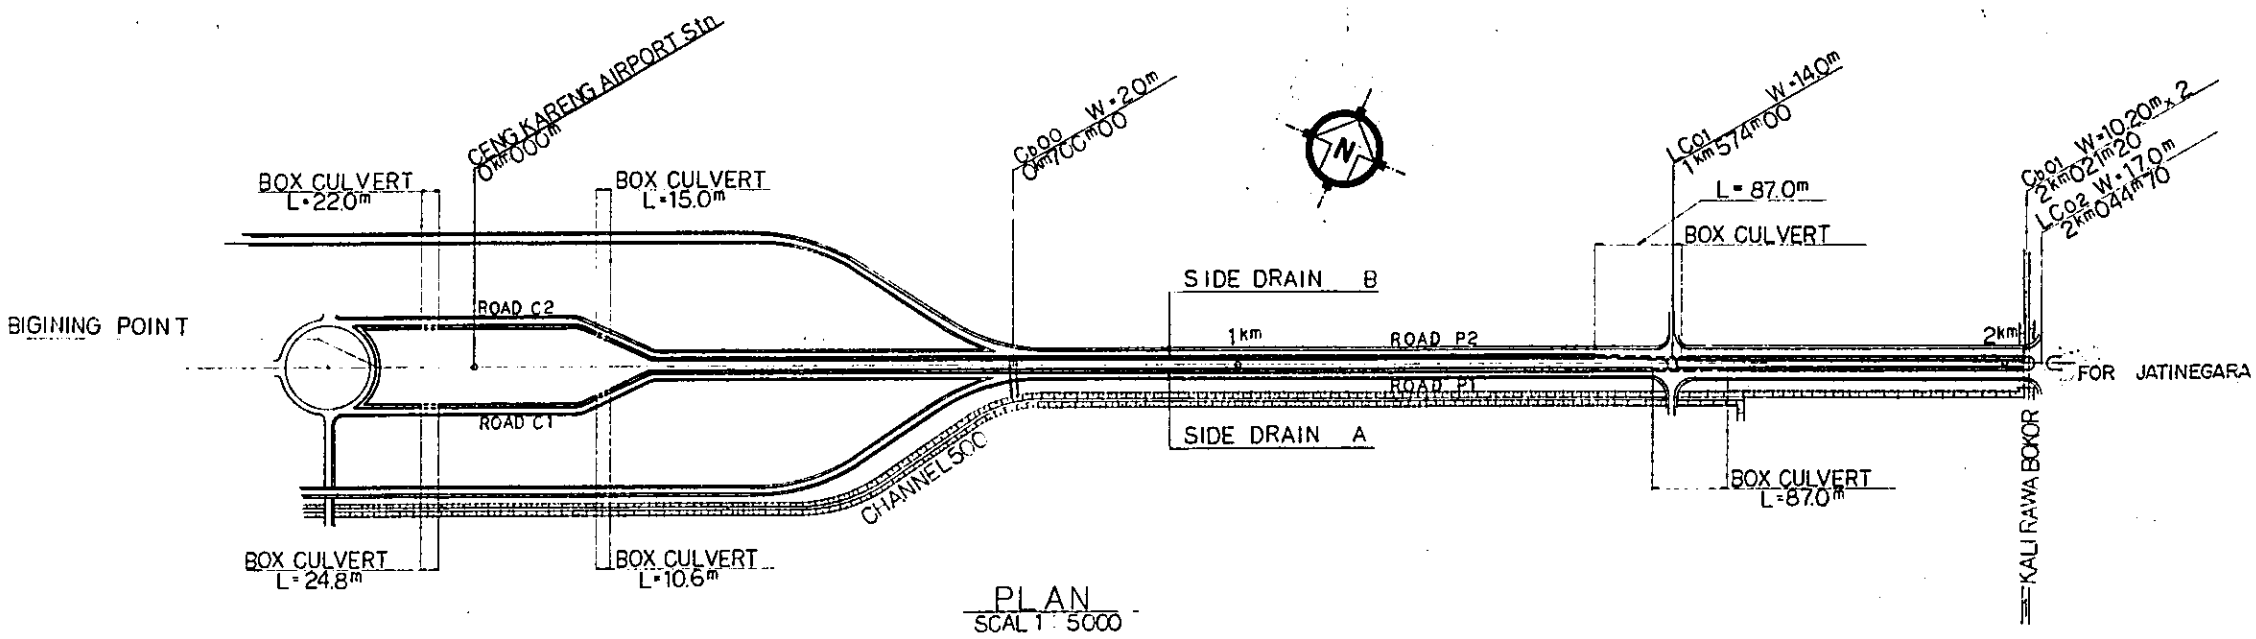 CENG KARENG AIRPORT Stn
0km000m
BOX CULVERT
L=22.0m
BOX CULVERT
L=15.0m
Cb00 W=2.0m
0km700m00
N
LC01 W=14.0m
1km574m00
L=87.0m
BOX CULVERT
Cb01 W=10.20m x 2
2km021m20
LC02 W=17.0m
2km044m70
SIDE DRAIN B
BIGINING POINT
ROAD C2
1km
ROAD P2
2km
FOR JATINEGARA
ROAD C1
ROAD P1
SIDE DRAIN A
CHANNEL 500
KALI RAWA BOKOR
BOX CULVERT
L=87.0m
BOX CULVERT
L=24.8m
BOX CULVERT
L=10.6m
PLAN
SCAL 1:5000